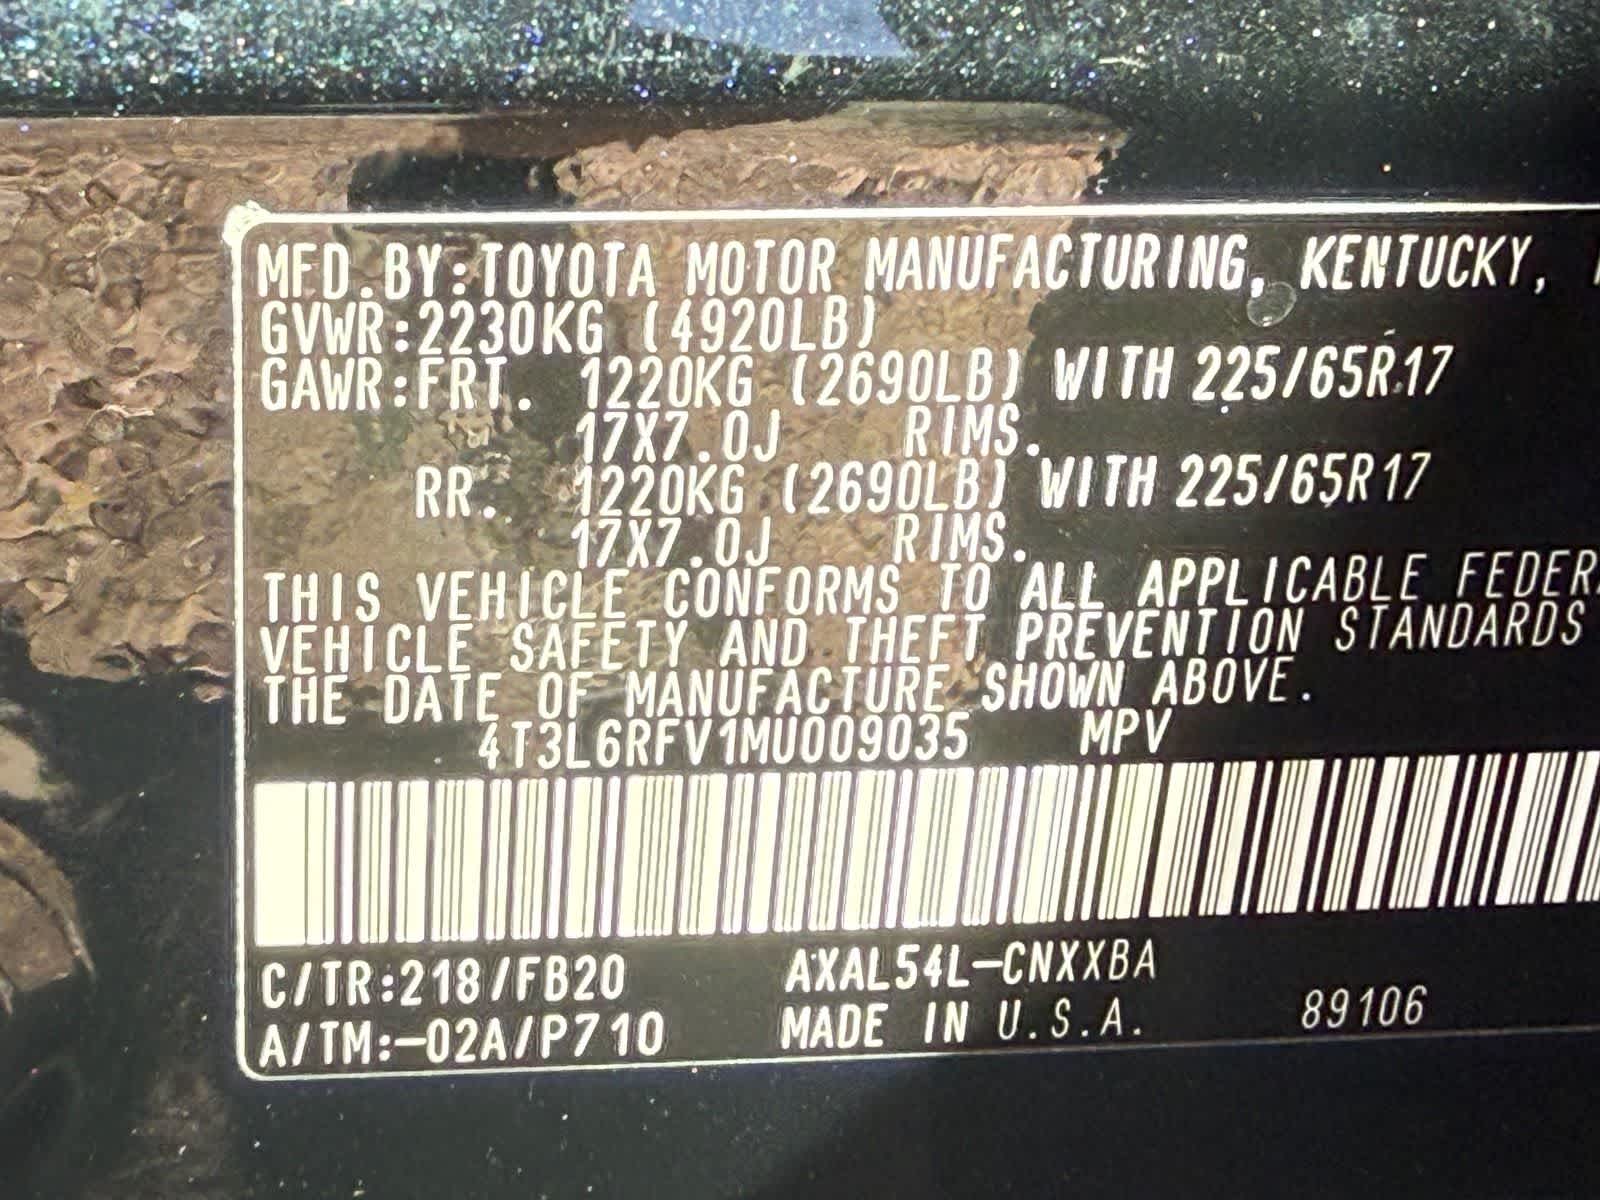 MFD.BY:TOYOTA MOTOR MANUFACTURING, KENTUCKY,
GVWR:2230KG (4920LB)
GAWR:FRT. 1220KG (2690LB) WITH 225/65R17
17X7.0J RIMS.
RR. 1220KG (2690LB) WITH 225/65R17
17X7.0J RIMS.
THIS VEHICLE CONFORMS TO ALL APPLICABLE FEDERA
VEHICLE SAFETY AND THEFT PREVENTION STANDARDS
THE DATE OF MANUFACTURE SHOWN ABOVE.
4T3L6RFV1MU009035 MPV
C/TR:218/FB20 AXAL54L-CNXXBA
A/TM:-02A/P710 MADE IN U.S.A. 89106